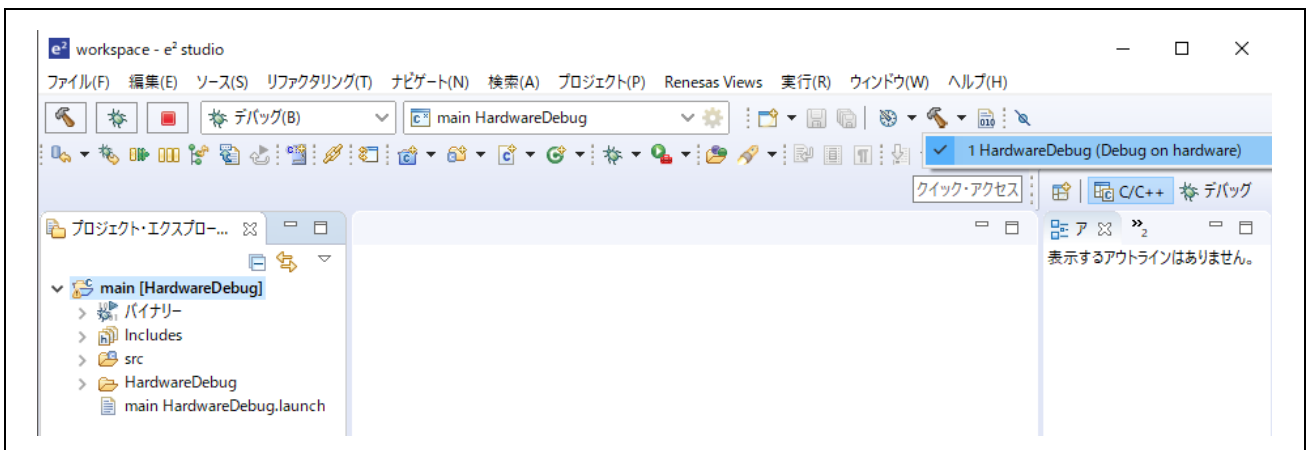 e² workspace - e² studio
ファイル(F) 編集(E) ソース(S) リファクタリング(T) ナビゲート(N) 検索(A) プロジェクト(P) Renesas Views 実行(R) ウィンドウ(W) ヘルプ(H)
デバッグ(B) main HardwareDebug
1 HardwareDebug (Debug on hardware)
クイック・アクセス C/C++ デバッグ
プロジェクト・エクスプロー... ア »2
表示するアウトラインはありません。
main [HardwareDebug]
バイナリー
Includes
src
HardwareDebug
main HardwareDebug.launch